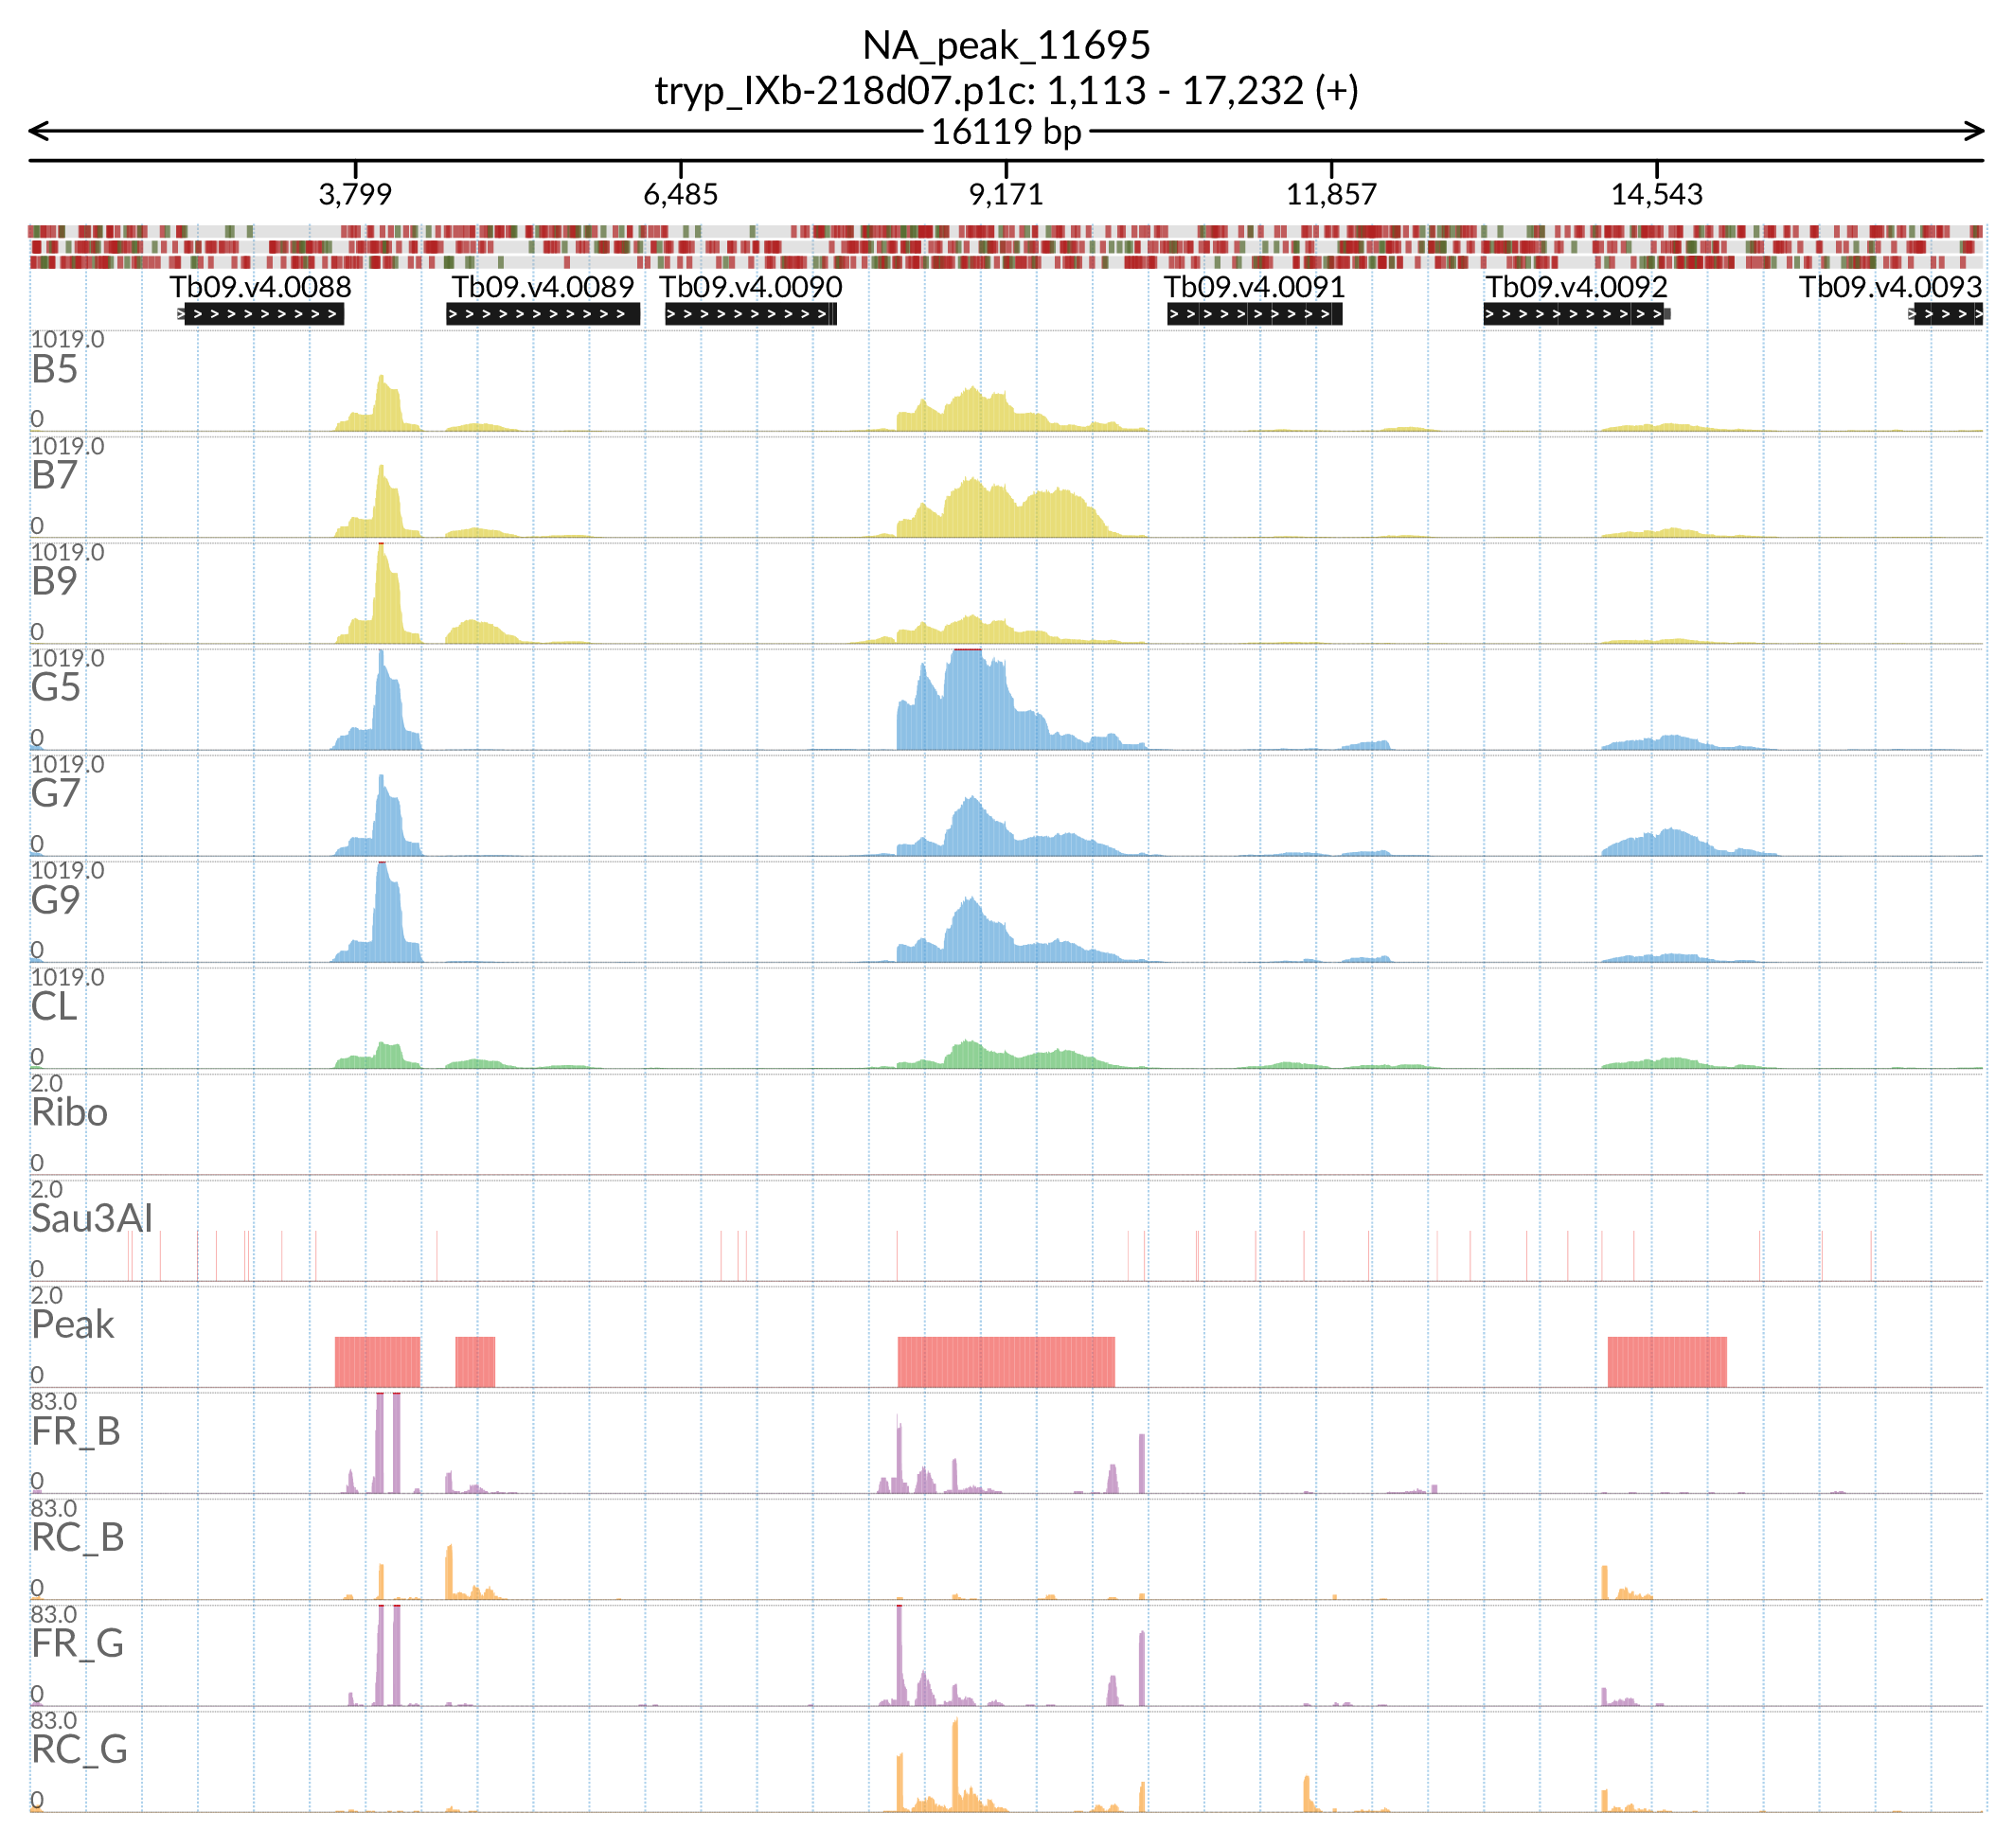 NA_peak_11695
tryp_IXb-218d07.p1c: 1,113 - 17,232 (+)
16119 bp
3,799 6,485 9,171 11,857 14,543
Tb09.v4.0088 Tb09.v4.0089 Tb09.v4.0090 Tb09.v4.0091 Tb09.v4.0092 Tb09.v4.0093
1019.0
B5
0
1019.0
B7
0
1019.0
B9
0
1019.0
G5
0
1019.0
G7
0
1019.0
G9
0
1019.0
CL
0
2.0
Ribo
0
2.0
Sau3AI
0
2.0
Peak
0
83.0
FR_B
0
83.0
RC_B
0
83.0
FR_G
0
83.0
RC_G
0